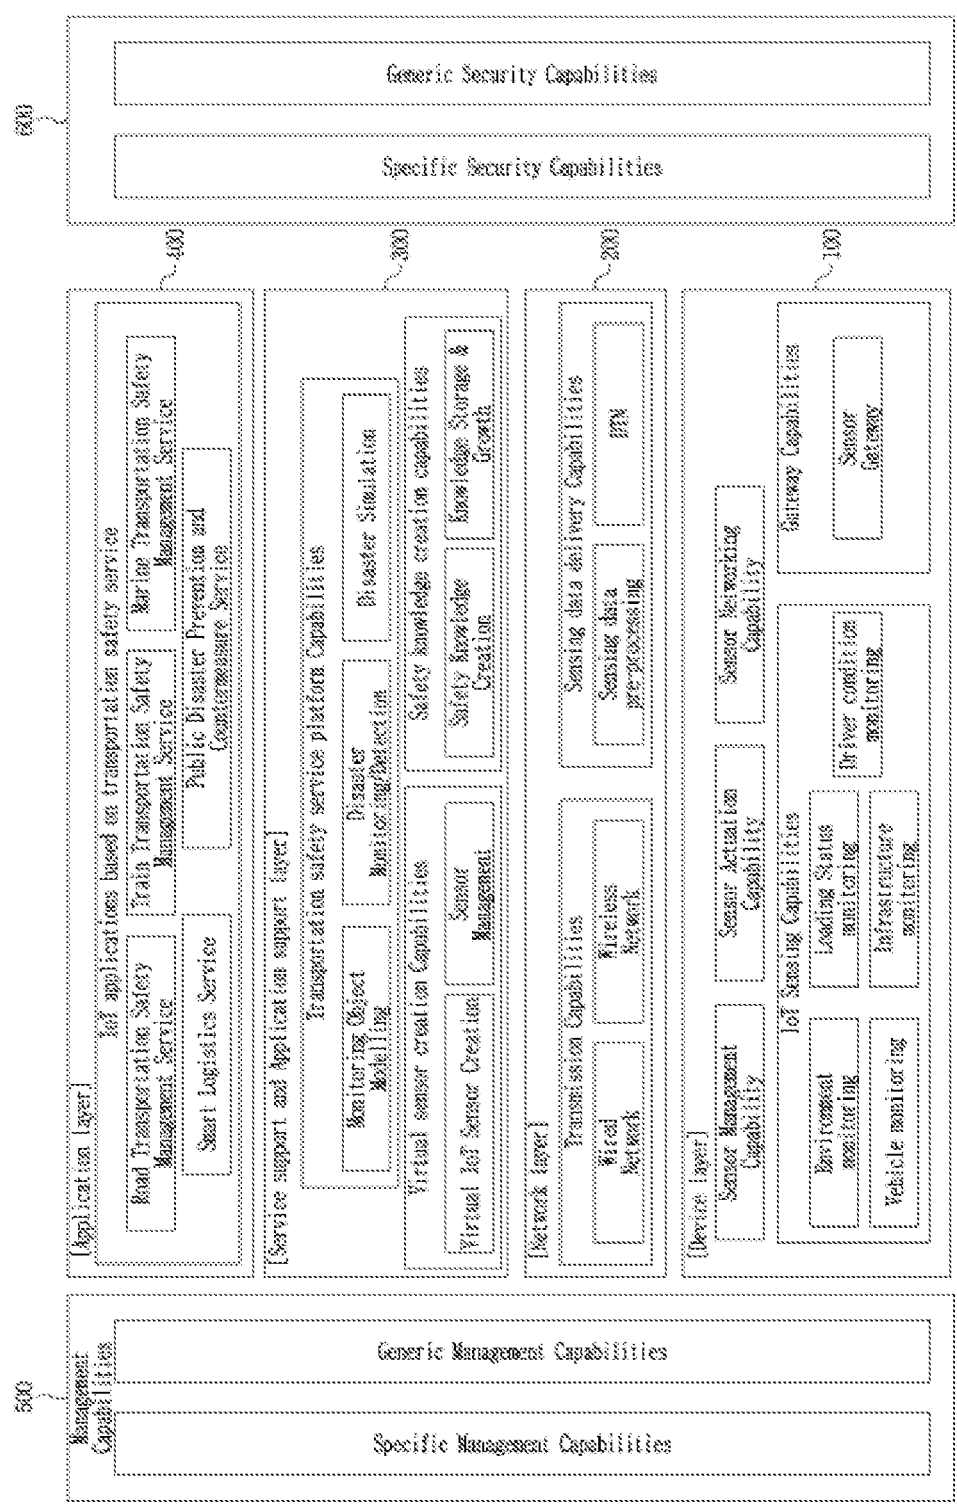 500
Management
Capabilities
Specific Management Capabilities
Generic Management Capabilities
[Application layer]
400
IoT applications based on transportation safety service
Road Transportation Safety
Management Service
Train Transportation Safety
Management Service
Marine Transportation Safety
Management Service
Smart Logistics Service
Public Disaster Prevention and
Countermeasure Service
[Service support and Application support layer]
300
Transportation safety service platform Capabilities
Monitoring Object
Modelling
Disaster
Monitoring/Detection
Disaster Simulation
Virtual sensor creation Capabilities
Virtual IoT Sensor Creation
Sensor
Management
Safety knowledge creation capabilities
Safety Knowledge
Creation
Knowledge Storage &
Growth
[Network layer]
200
Transmission Capabilities
Wired
Network
Wireless
Network
Sensing data delivery Capabilities
Sensing data
pre-processing
DTN
[Device layer]
100
Sensor Management
Capability
Sensor Actuation
Capability
Sensor Networking
Capability
IoT Sensing Capabilities
Environment
monitoring
Loading Status
monitoring
Driver condition
monitoring
Vehicle monitoring
Infrastructure
monitoring
Gateway Capabilities
Sensor
Gateway
600
Specific Security Capabilities
Generic Security Capabilities